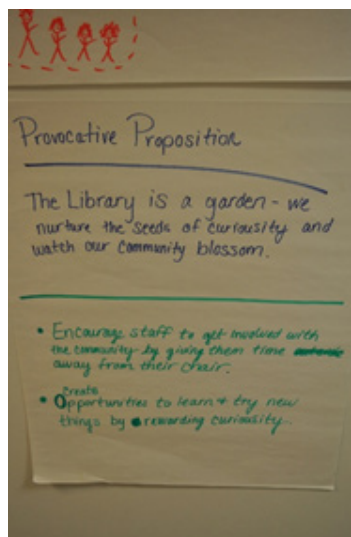 Provocative Proposition
The Library is a garden - we
nurture the seeds of curiousity and
watch our community blossom.
• Encourage staff to get involved with
the community by giving them time
away from their chair.
create
• Opportunities to learn + try new
things by rewarding curiousity.